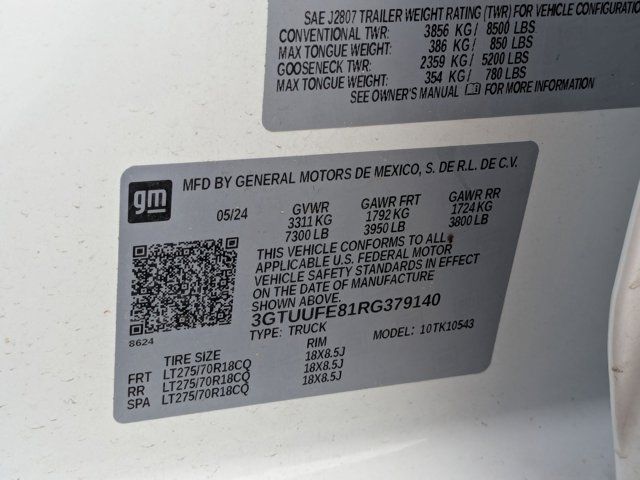 SAE J2807 TRAILER WEIGHT RATING (TWR) FOR VEHICLE CONFIGURATION
CONVENTIONAL TWR: 3856 KG / 8500 LBS
MAX TONGUE WEIGHT: 386 KG / 850 LBS
GOOSENECK TWR: 2359 KG / 5200 LBS
MAX TONGUE WEIGHT: 354 KG / 780 LBS
SEE OWNER'S MANUAL FOR MORE INFORMATION
gm
MFD BY GENERAL MOTORS DE MEXICO, S. DE R.L. DE C.V.
05/24 GVWR GAWR FRT GAWR RR
3311 KG 1792 KG 1724 KG
7300 LB 3950 LB 3800 LB
THIS VEHICLE CONFORMS TO ALL
APPLICABLE U.S. FEDERAL MOTOR
VEHICLE SAFETY STANDARDS IN EFFECT
ON THE DATE OF MANUFACTURE
SHOWN ABOVE.
3GTUUFE81RG379140
8624
TYPE: TRUCK MODEL: 10TK10543
TIRE SIZE RIM
FRT LT275/70R18CQ 18X8.5J
RR LT275/70R18CQ 18X8.5J
SPA LT275/70R18CQ 18X8.5J